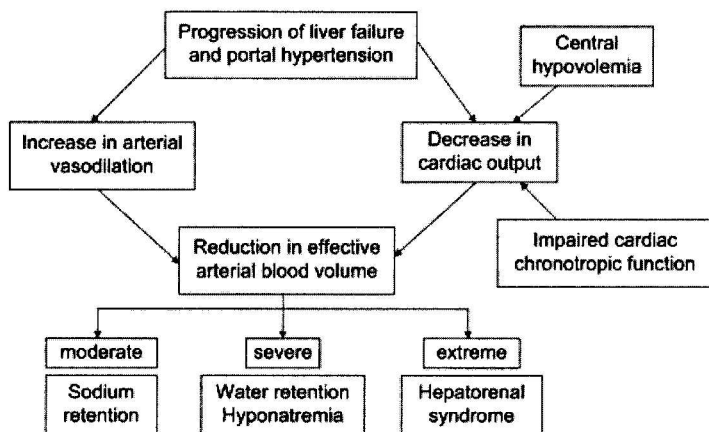 Progression of liver failure
and portal hypertension
Central
hypovolemia
Increase in arterial
vasodilation
Decrease in
cardiac output
Reduction in effective
arterial blood volume
Impaired cardiac
chronotropic function
moderate
severe
extreme
Sodium
retention
Water retention
Hyponatremia
Hepatorenal
syndrome